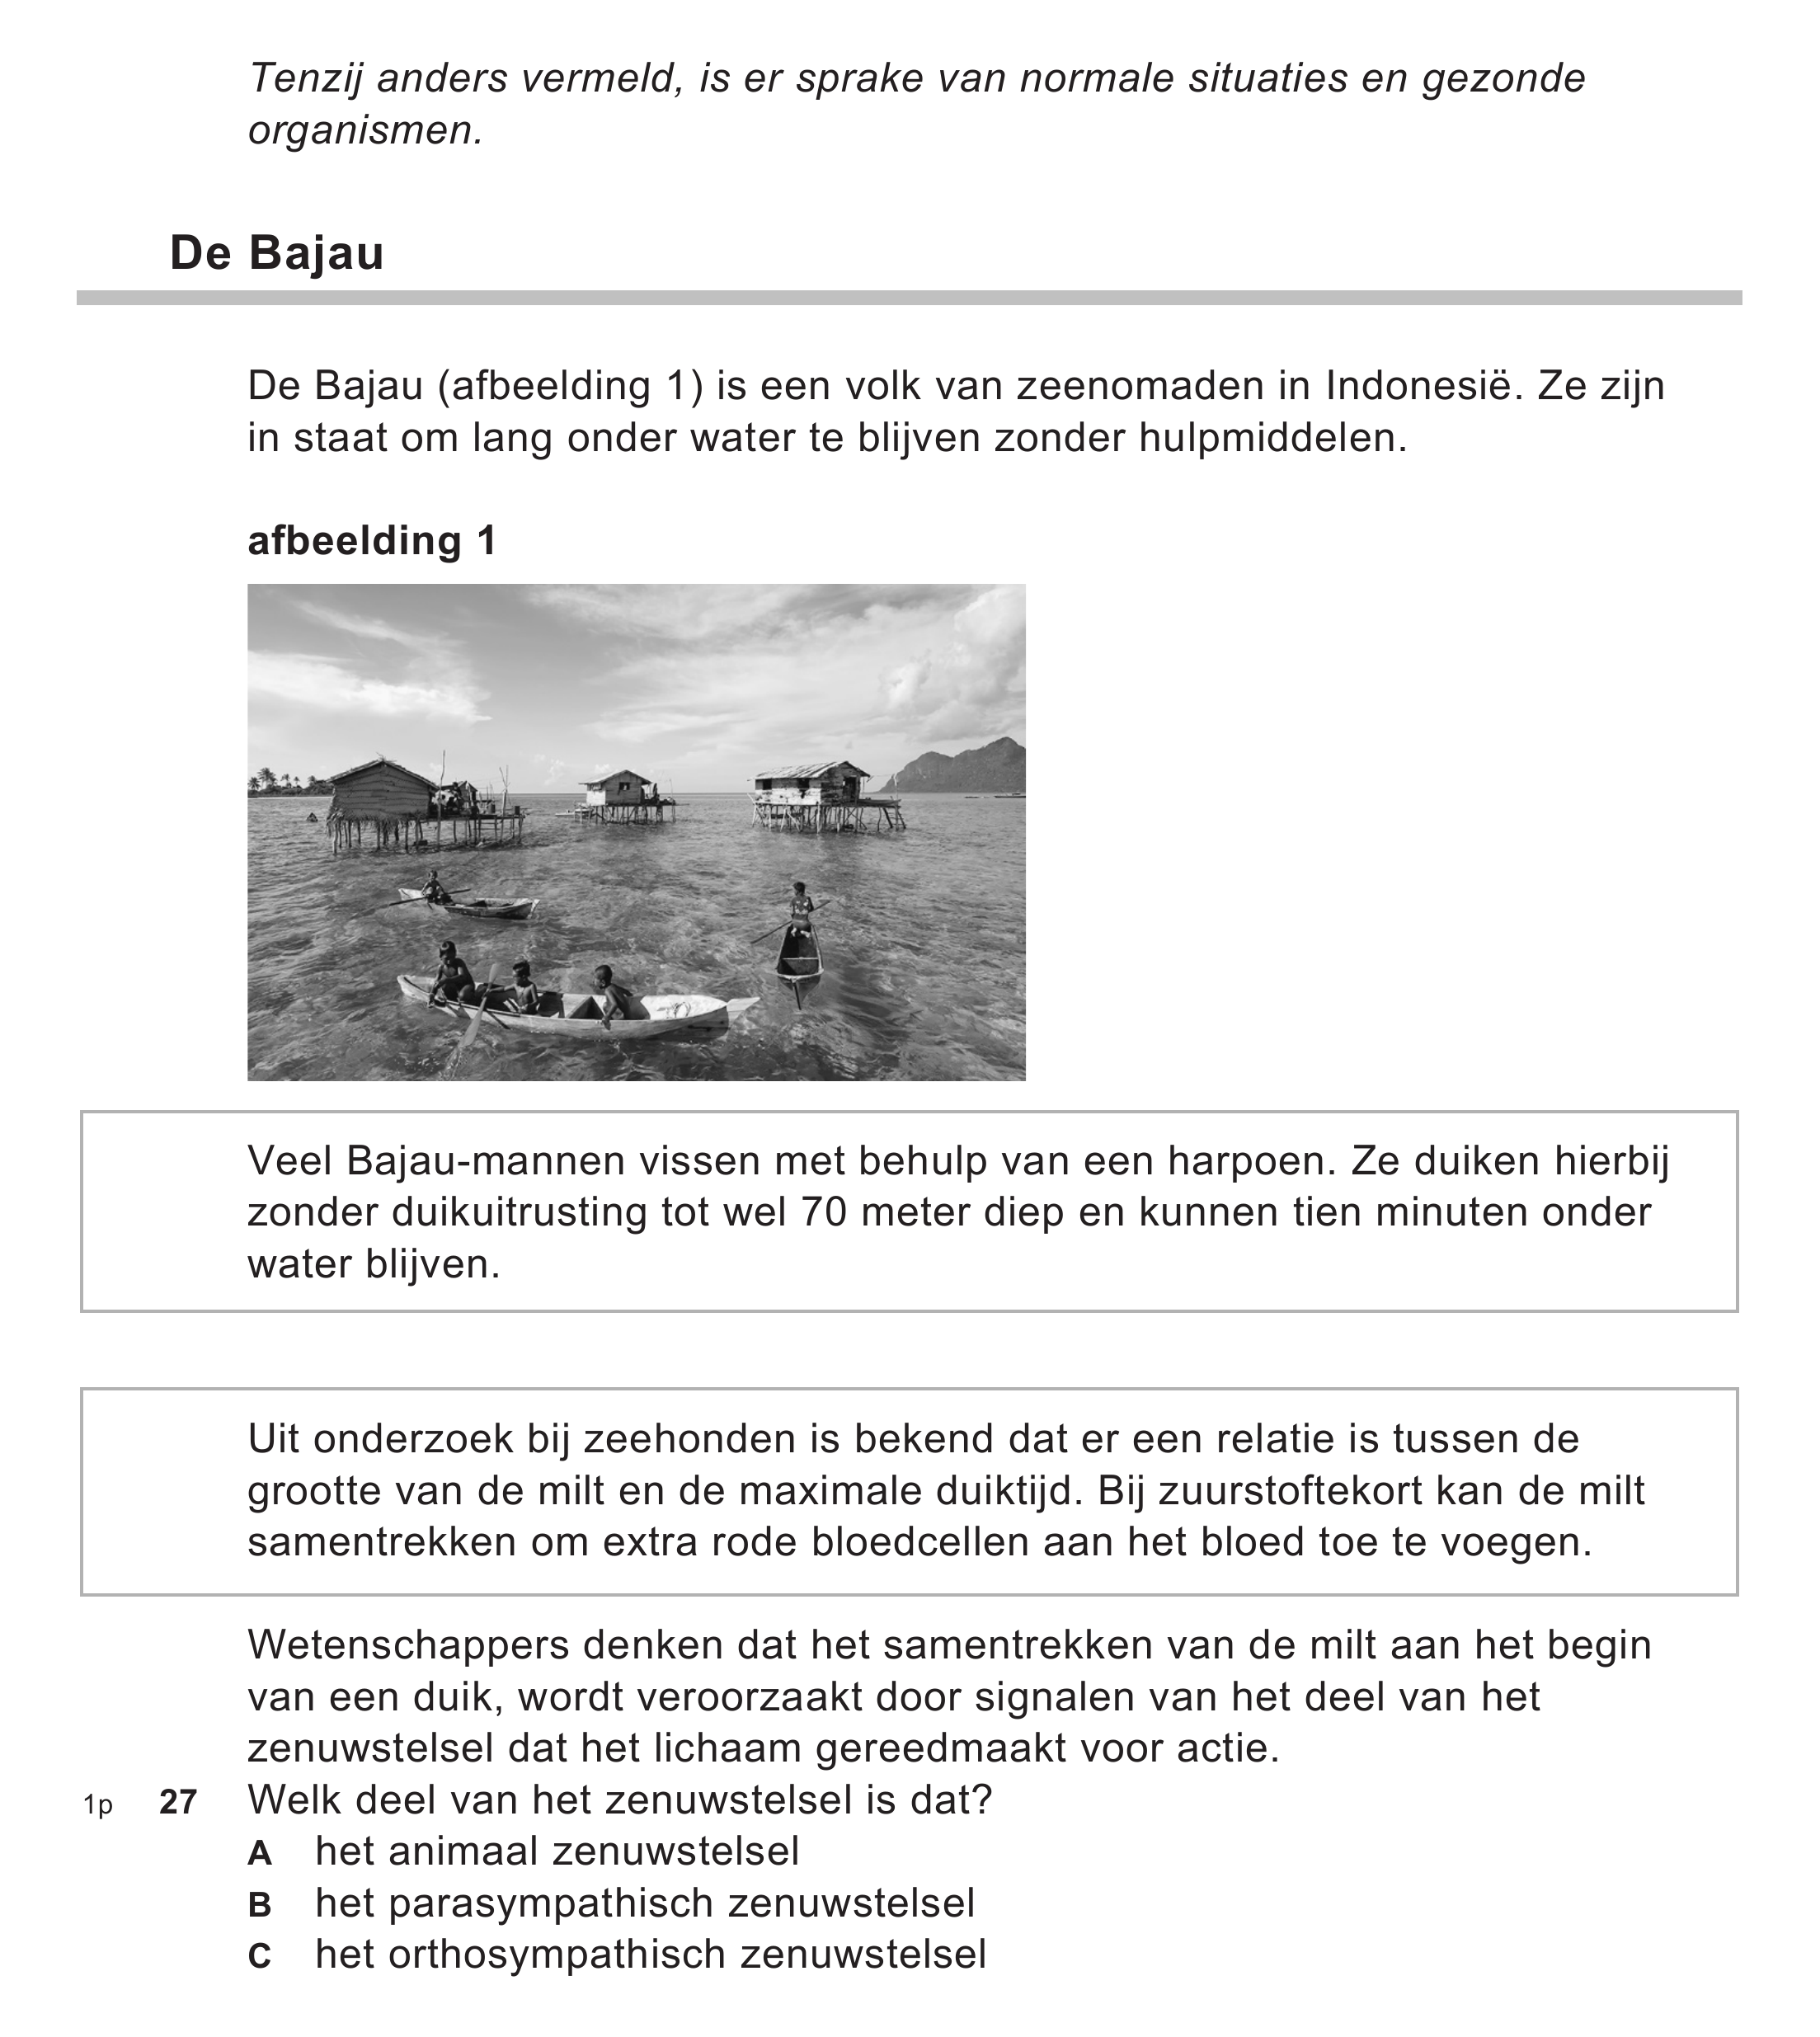 Tenzij anders vermeld, is er sprake van normale situaties en gezonde
organismen.
De Bajau
De Bajau (afbeelding 1) is een volk van zeenomaden in Indonesië. Ze zijn
in staat om lang onder water te blijven zonder hulpmiddelen.
afbeelding 1
Veel Bajau-mannen vissen met behulp van een harpoen. Ze duiken hierbij
zonder duikuitrusting tot wel 70 meter diep en kunnen tien minuten onder
water blijven.
Uit onderzoek bij zeehonden is bekend dat er een relatie is tussen de
grootte van de milt en de maximale duiktijd. Bij zuurstoftekort kan de milt
samentrekken om extra rode bloedcellen aan het bloed toe te voegen.
Wetenschappers denken dat het samentrekken van de milt aan het begin
van een duik, wordt veroorzaakt door signalen van het deel van het
zenuwstelsel dat het lichaam gereedmaakt voor actie.
1p 27 Welk deel van het zenuwstelsel is dat?
A het animaal zenuwstelsel
B het parasympathisch zenuwstelsel
C het orthosympathisch zenuwstelsel